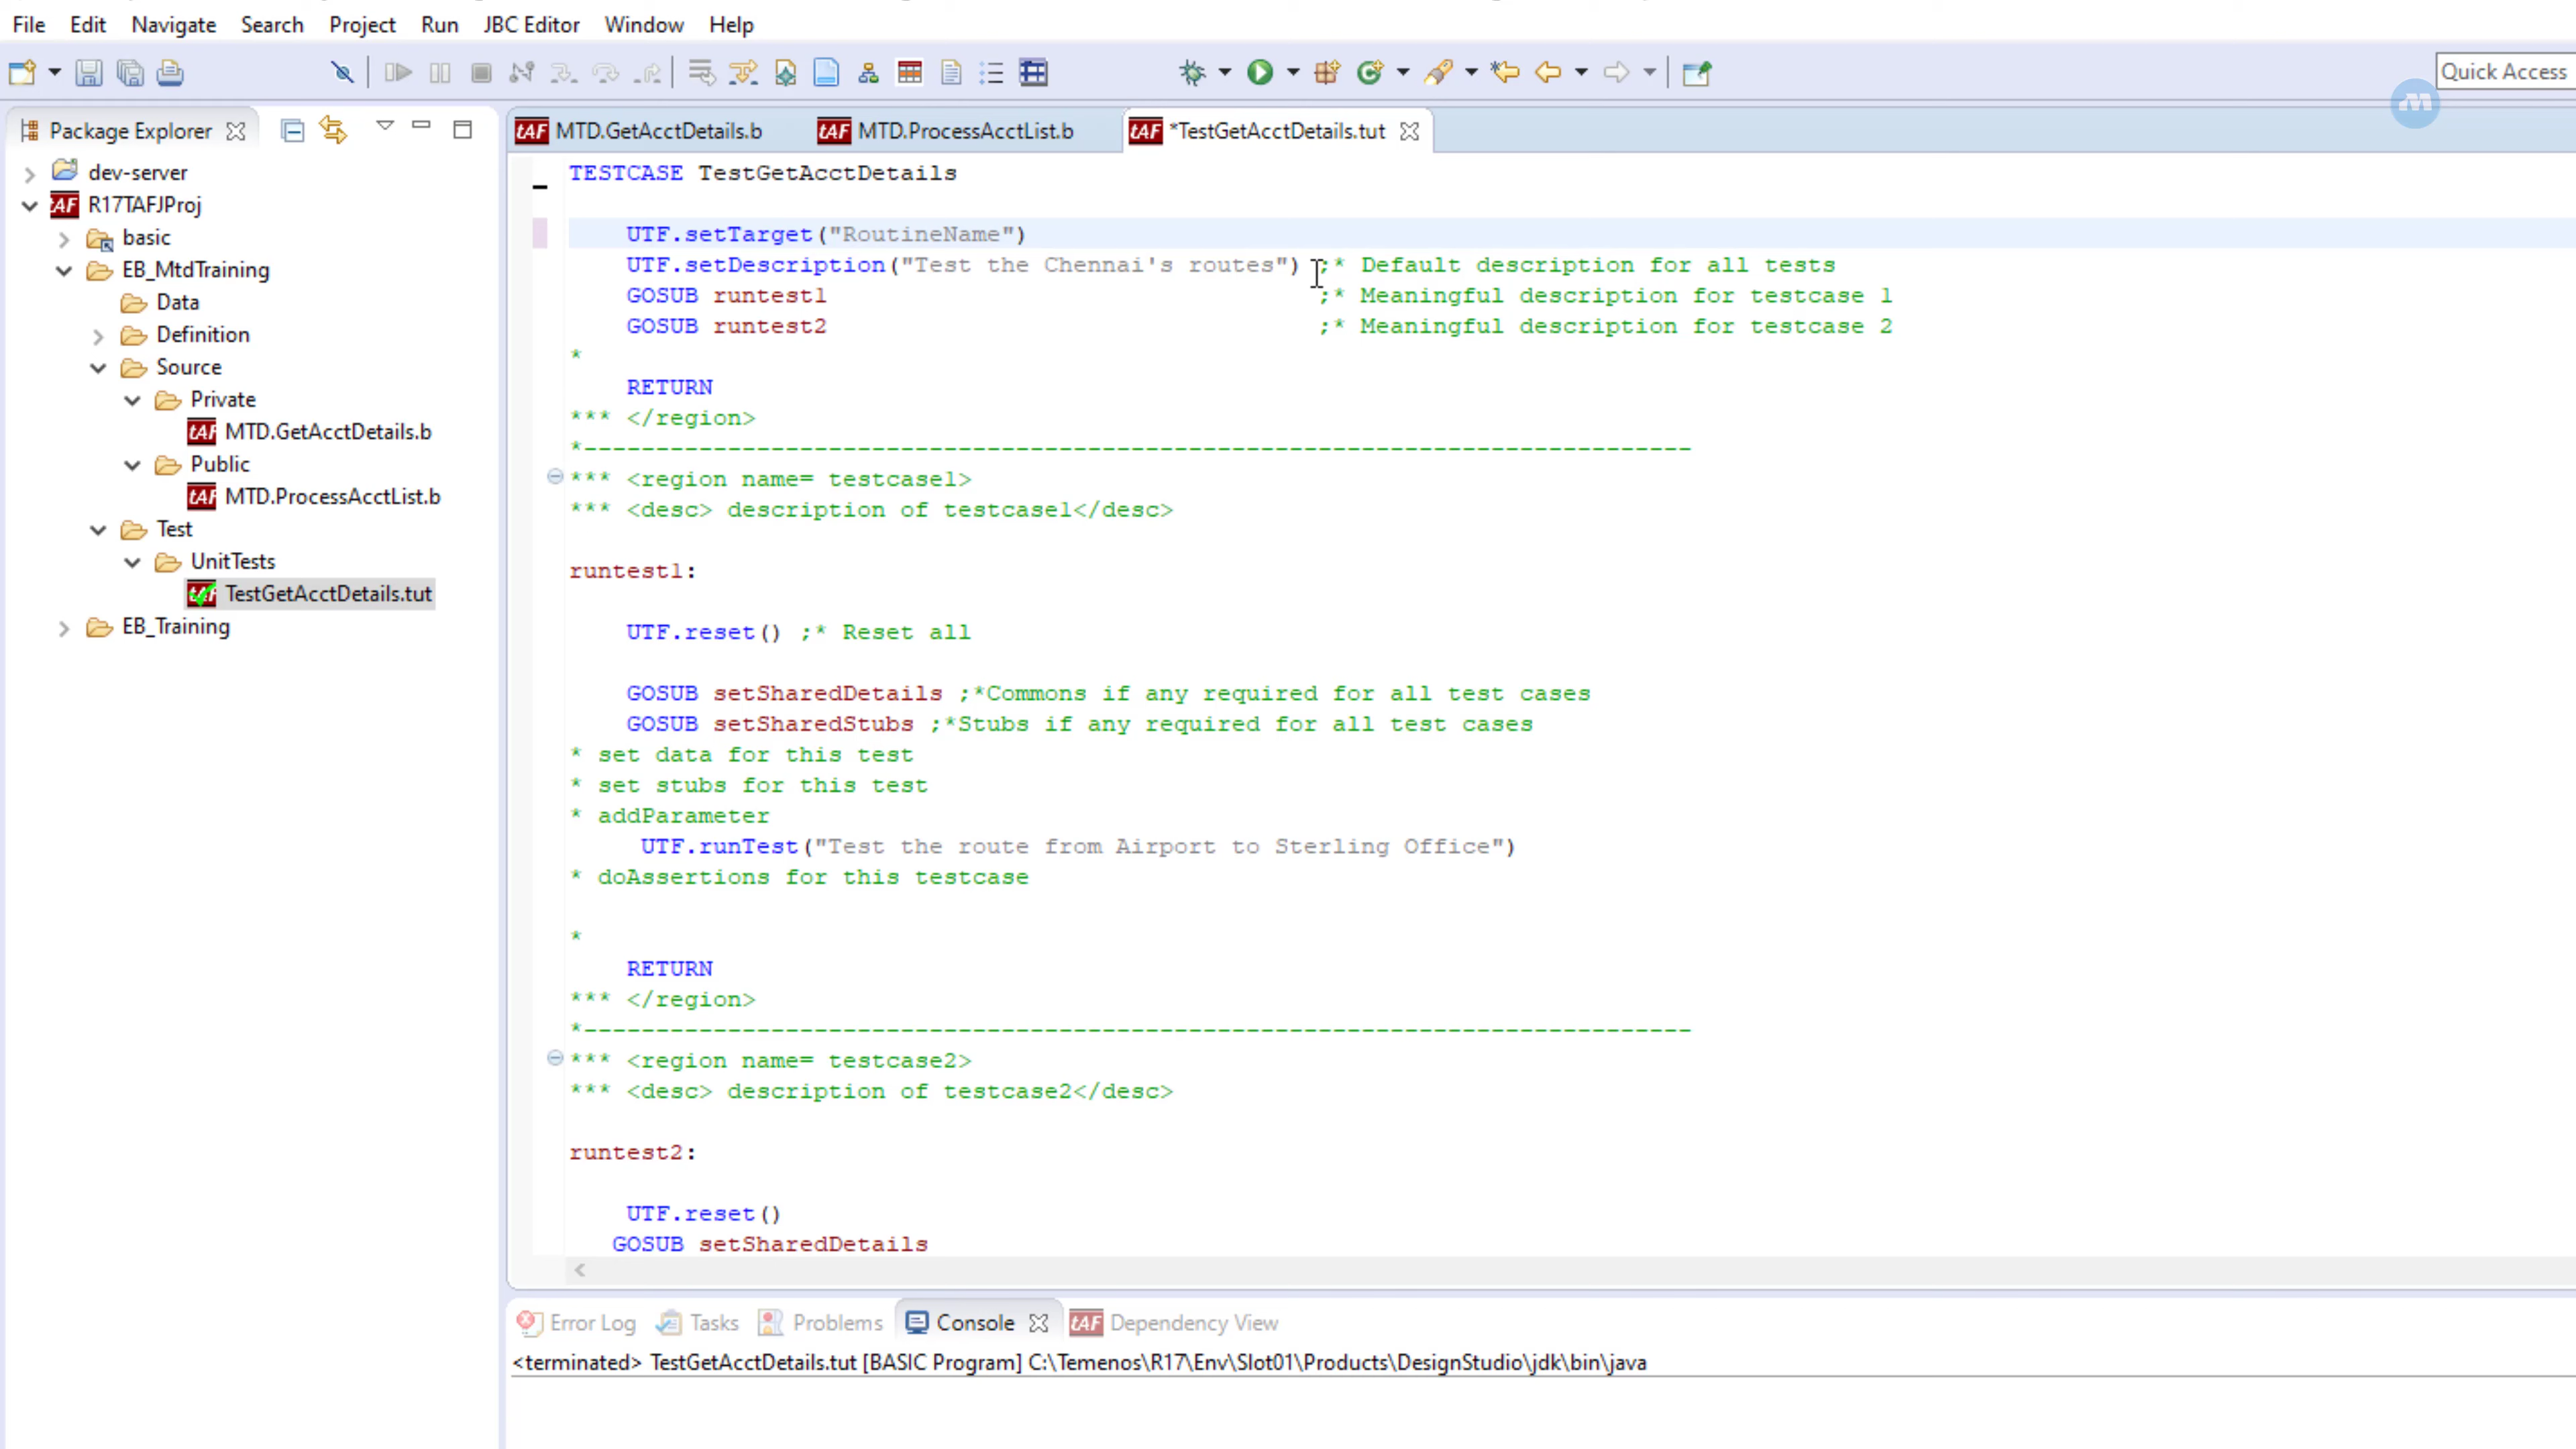 File Edit Navigate Search Project Run JBC Editor Window Help
Quick Access
Package Explorer
dev-server
R17TAFJProj
basic
EB_MtdTraining
Data
Definition
Source
Private
MTD.GetAcctDetails.b
Public
MTD.ProcessAcctList.b
Test
UnitTests
TestGetAcctDetails.tut
EB_Training
MTD.GetAcctDetails.b MTD.ProcessAcctList.b *TestGetAcctDetails.tut
TESTCASE TestGetAcctDetails
UTF.setTarget("RoutineName")
UTF.setDescription("Test the Chennai's routes") ;* Default description for all tests
GOSUB runtest1 ;* Meaningful description for testcase 1
GOSUB runtest2 ;* Meaningful description for testcase 2
*
RETURN
*** </region>
*-----------------------------------------------------------------------------
*** <region name= testcase1>
*** <desc> description of testcase1</desc>
runtest1:
UTF.reset() ;* Reset all
GOSUB setSharedDetails ;*Commons if any required for all test cases
GOSUB setSharedStubs ;*Stubs if any required for all test cases
* set data for this test
* set stubs for this test
* addParameter
UTF.runTest("Test the route from Airport to Sterling Office")
* doAssertions for this testcase
*
RETURN
*** </region>
*-----------------------------------------------------------------------------
*** <region name= testcase2>
*** <desc> description of testcase2</desc>
runtest2:
UTF.reset()
GOSUB setSharedDetails
Error Log Tasks Problems Console Dependency View
<terminated> TestGetAcctDetails.tut [BASIC Program] C:\Temenos\R17\Env\Slot01\Products\DesignStudio\jdk\bin\java